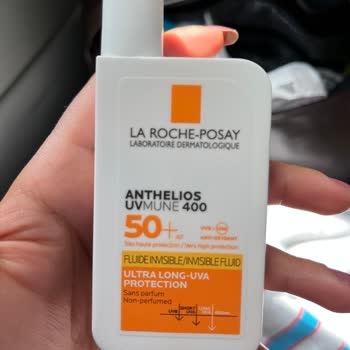 LA ROCHE-POSAY
LABORATOIRE DERMATOLOGIQUE
ANTHELIOS
UVMUNE 400
50+
Très haute protection / Very high protection
FLUIDE INVISIBLE/INVISIBLE FLUID
ULTRA LONG-UVA
PROTECTION
Sans parfum
Non-perfumed
UVB